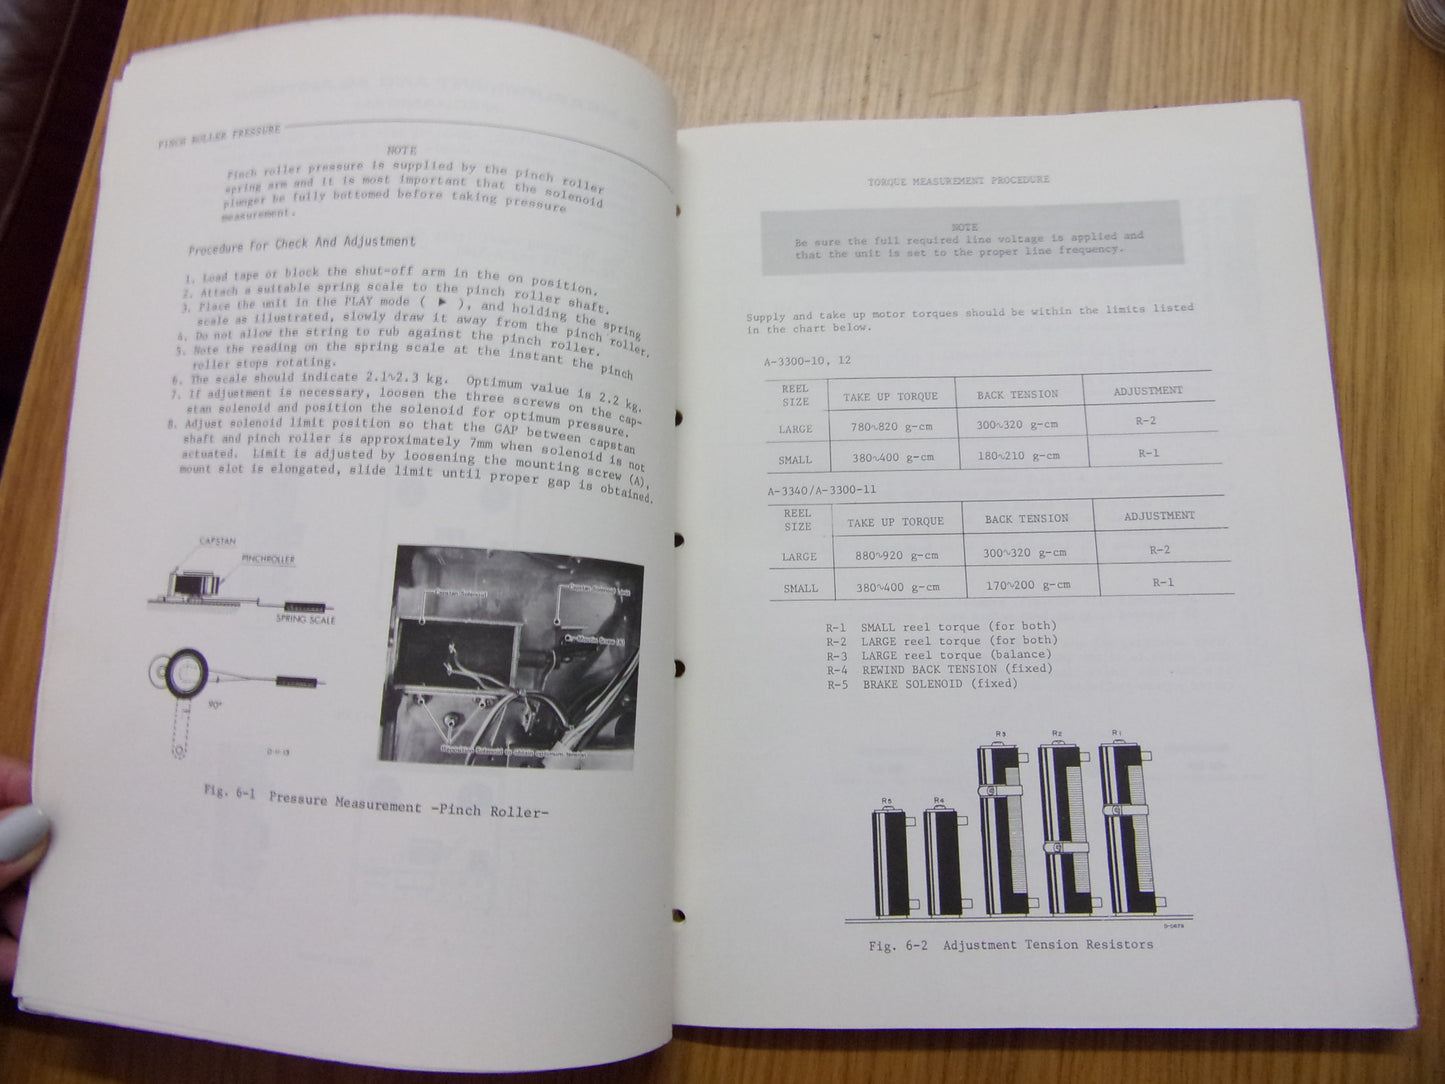 PINCH ROLLER PRESSURE
NOTE
Pinch roller pressure is supplied by the pinch roller
spring arm and it is most important that the solenoid
plunger be fully bottomed before taking pressure
measurement.
Procedure For Check And Adjustment
1. Load tape or block the shut-off arm in the on position.
2. Attach a suitable spring scale to the pinch roller shaft.
3. Place the unit in the PLAY mode ( ▶ ), and holding the spring
scale as illustrated, slowly draw it away from the pinch roller.
4. Do not allow the string to rub against the pinch roller.
5. Note the reading on the spring scale at the instant the pinch
roller stops rotating.
6. The scale should indicate 2.1∿2.3 kg. Optimum value is 2.2 kg.
7. If adjustment is necessary, loosen the three screws on the cap-
stan solenoid and position the solenoid for optimum pressure.
8. Adjust solenoid limit position so that the GAP between capstan
shaft and pinch roller is approximately 7mm when solenoid is not
actuated. Limit is adjusted by loosening the mounting screw (A),
mount slot is elongated, slide limit until proper gap is obtained.
CAPSTAN
PINCHROLLER
SPRING SCALE
90°
D-11-13
Capstan Solenoid
Capstan Solenoid Limit
Mountin Screw (A)
Reposition Solenoid to obtain optimum tension
Fig. 6-1 Pressure Measurement -Pinch Roller-
TORQUE MEASUREMENT PROCEDURE
NOTE
Be sure the full required line voltage is applied and
that the unit is set to the proper line frequency.
Supply and take up motor torques should be within the limits listed
in the chart below.
A-3300-10, 12
REEL SIZE TAKE UP TORQUE BACK TENSION ADJUSTMENT
LARGE 780∿820 g-cm 300∿320 g-cm R-2
SMALL 380∿400 g-cm 180∿210 g-cm R-1
A-3340/A-3300-11
REEL SIZE TAKE UP TORQUE BACK TENSION ADJUSTMENT
LARGE 880∿920 g-cm 300∿320 g-cm R-2
SMALL 380∿400 g-cm 170∿200 g-cm R-1
R-1 SMALL reel torque (for both)
R-2 LARGE reel torque (for both)
R-3 LARGE reel torque (balance)
R-4 REWIND BACK TENSION (fixed)
R-5 BRAKE SOLENOID (fixed)
R5 R4 R3 R2 R1
D-0679
Fig. 6-2 Adjustment Tension Resistors